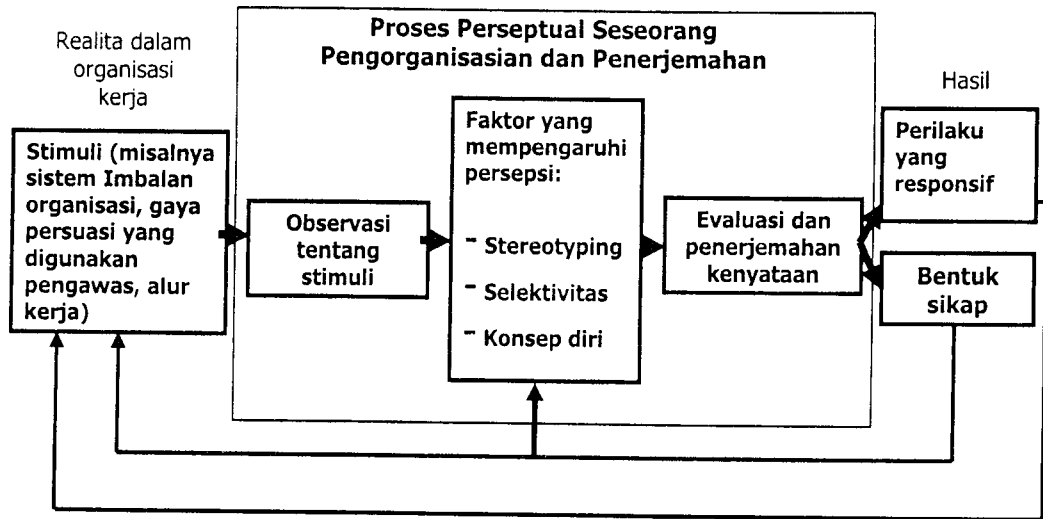 Proses Perseptual Seseorang
Pengorganisasian dan Penerjemahan
Realita dalam
organisasi
kerja
Stimuli (misalnya
sistem Imbalan
organisasi, gaya
persuasi yang
digunakan
pengawas, alur
kerja)
Observasi
tentang
stimuli
Faktor yang
mempengaruhi
persepsi:
- Stereotyping
- Selektivitas
- Konsep diri
Evaluasi dan
penerjemahan
kenyataan
Hasil
Perilaku
yang
responsif
Bentuk
sikap